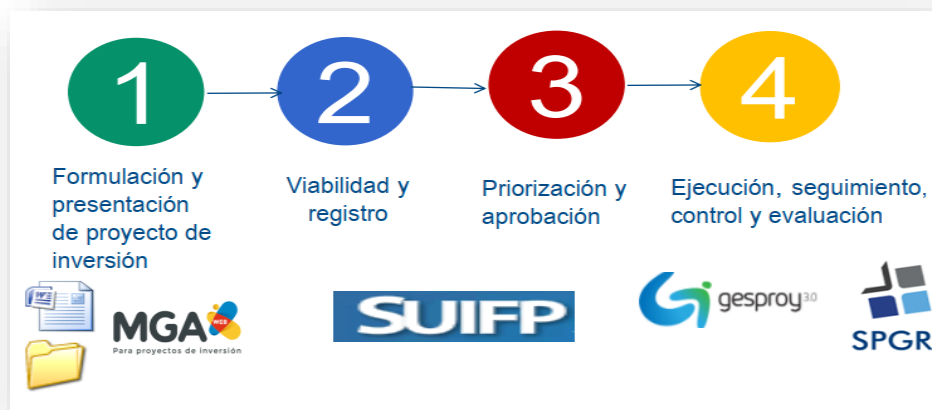 1
2
3
4
Formulación y
presentación
de proyecto de
inversión
Viabilidad y
registro
Priorización y
aprobación
Ejecución, seguimiento,
control y evaluación
W
MGA WEB
Para proyectos de inversión
SUIFP
gesproy 3.0
SPGR